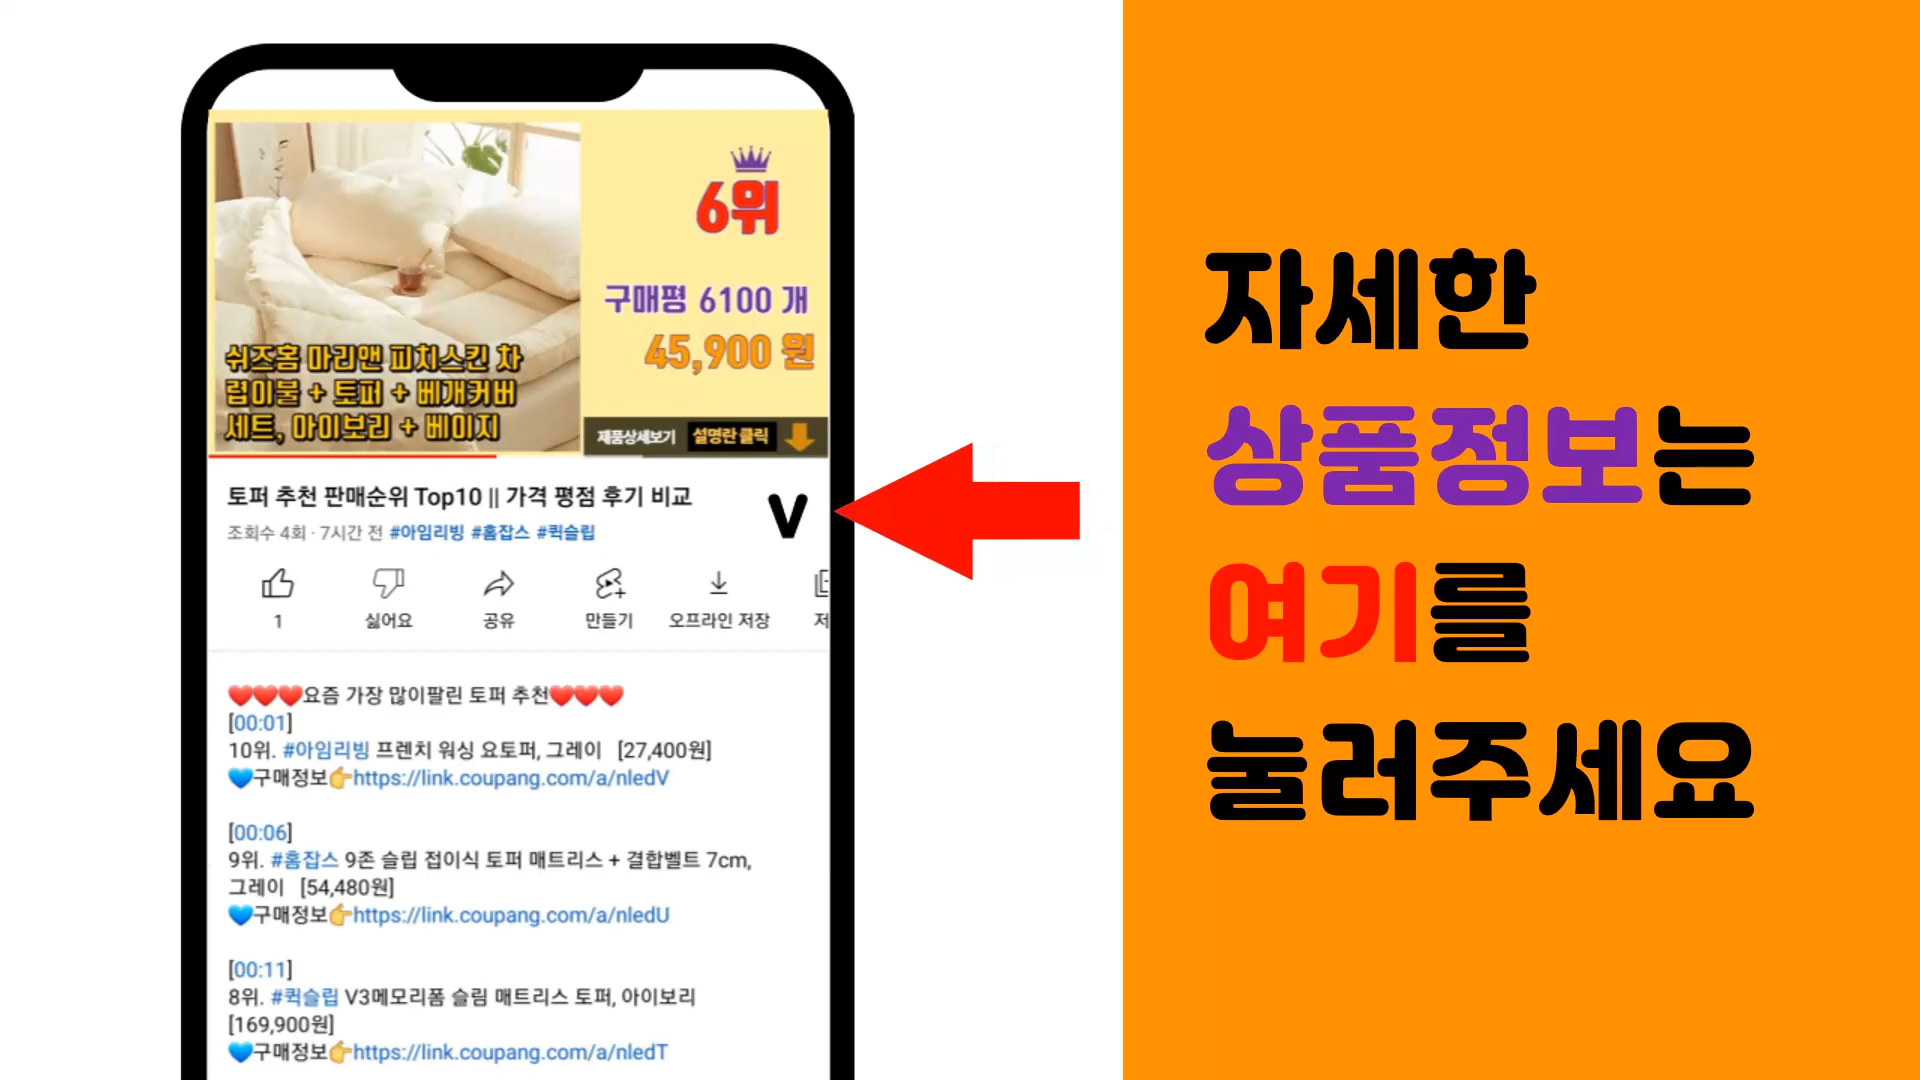 6위
구매평 6100 개
45,900 원
쉬즈홈 마리앤 피치스킨 차
렵이불 + 토퍼 + 베개커버
세트, 아이보리 + 베이지
제품상세보기 설명란 클릭
토퍼 추천 판매순위 Top10 || 가격 평점 후기 비교
조회수 4회 · 7시간 전 #아임리빙 #홈잡스 #퀵슬립
V
1 싫어요 공유 만들기 오프라인 저장 저
❤️❤️❤️요즘 가장 많이팔린 토퍼 추천❤️❤️❤️
[00:01]
10위. #아임리빙 프렌치 워싱 요토퍼, 그레이 [27,400원]
💙구매정보👉https://link.coupang.com/a/nledV
[00:06]
9위. #홈잡스 9존 슬립 접이식 토퍼 매트리스 + 결합벨트 7cm,
그레이 [54,480원]
💙구매정보👉https://link.coupang.com/a/nledU
[00:11]
8위. #퀵슬립 V3메모리폼 슬림 매트리스 토퍼, 아이보리
[169,900원]
💙구매정보👉https://link.coupang.com/a/nledT
자세한
상품정보는
여기를
눌러주세요